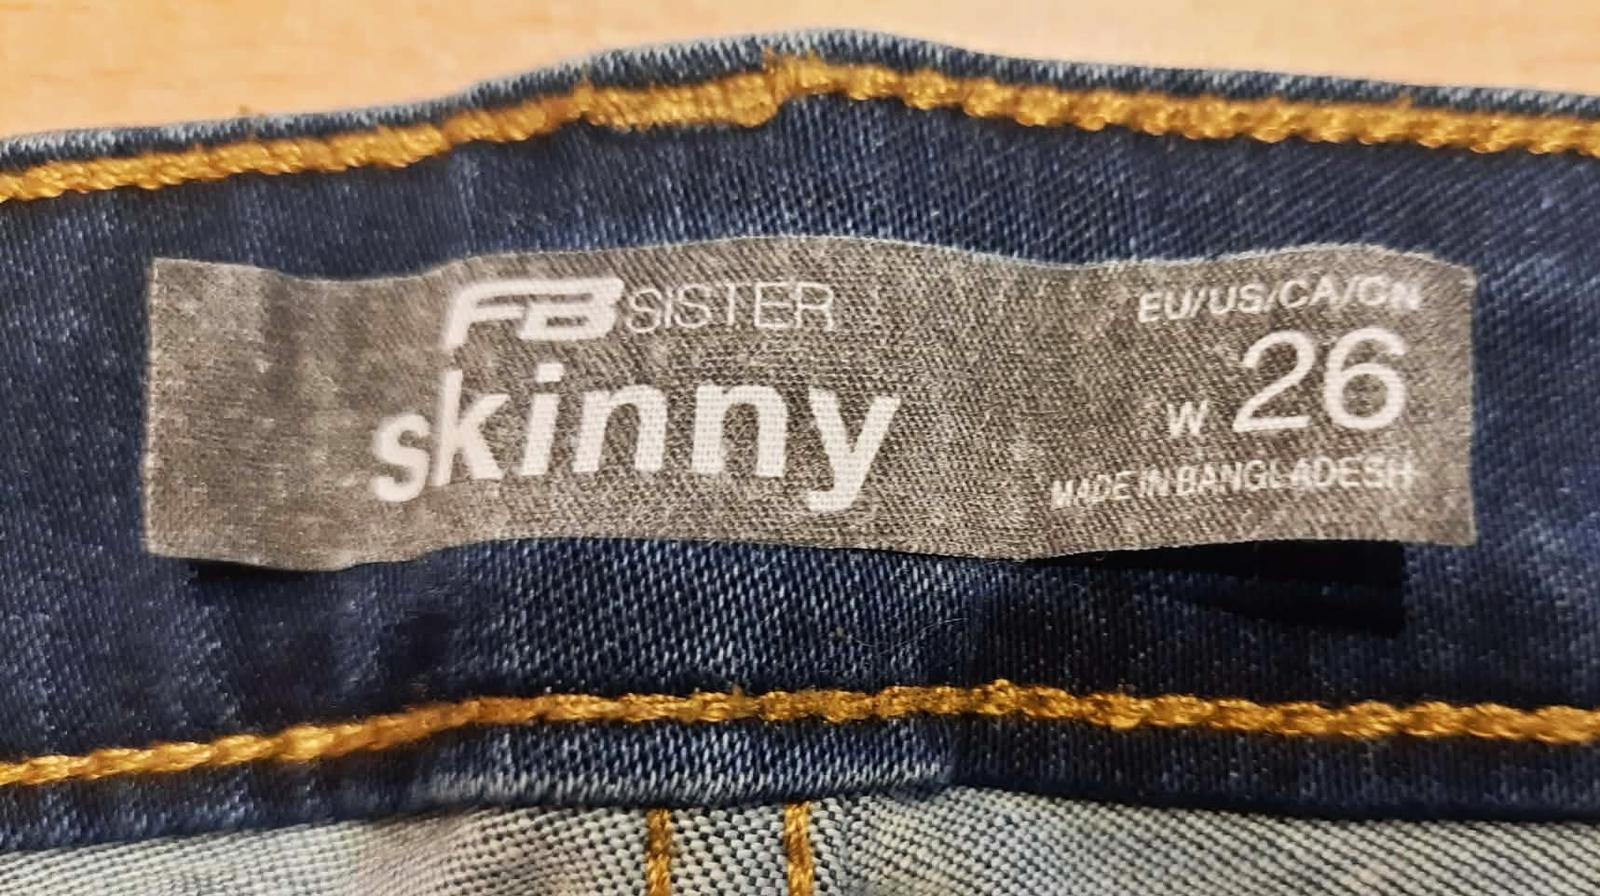 FB SISTER
skinny
EU/US/CA/CN
W 26
MADE IN BANGLADESH